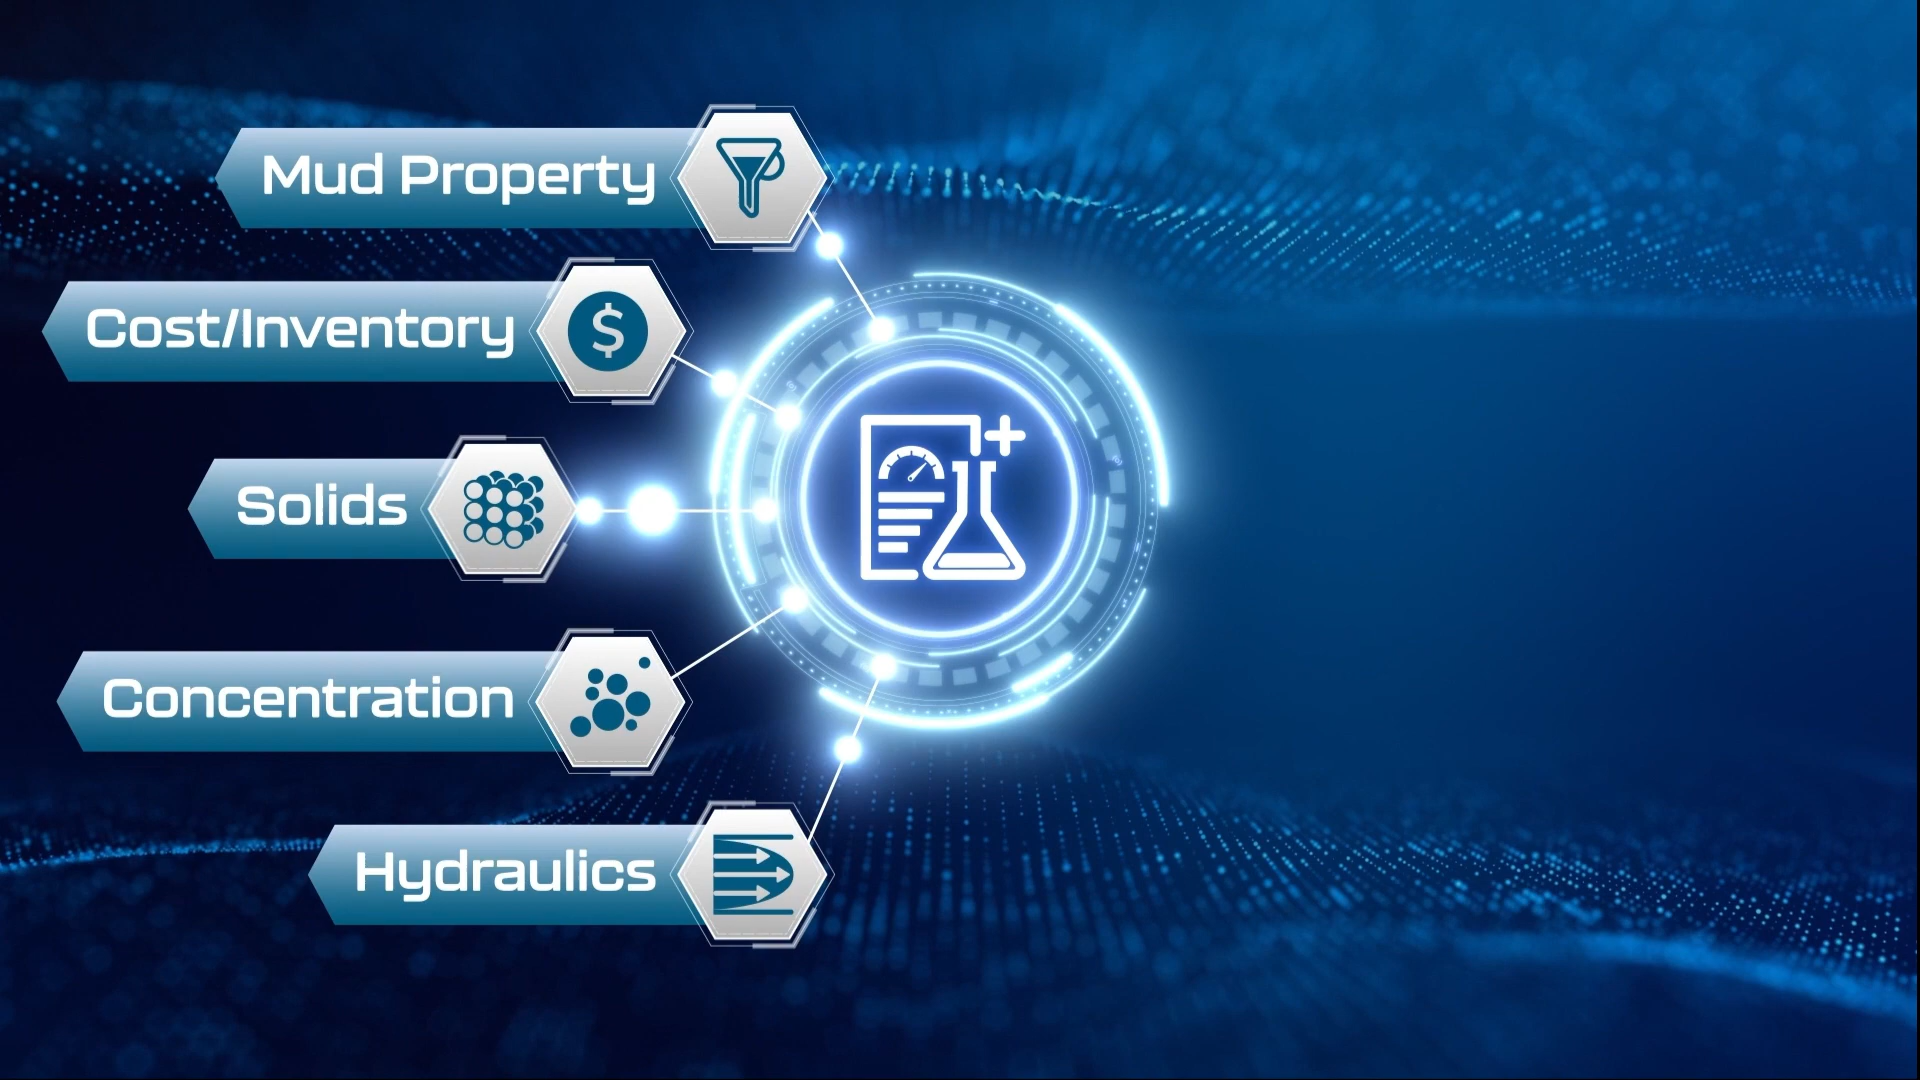 Mud Property
Cost/Inventory
$
Solids
Concentration
Hydraulics